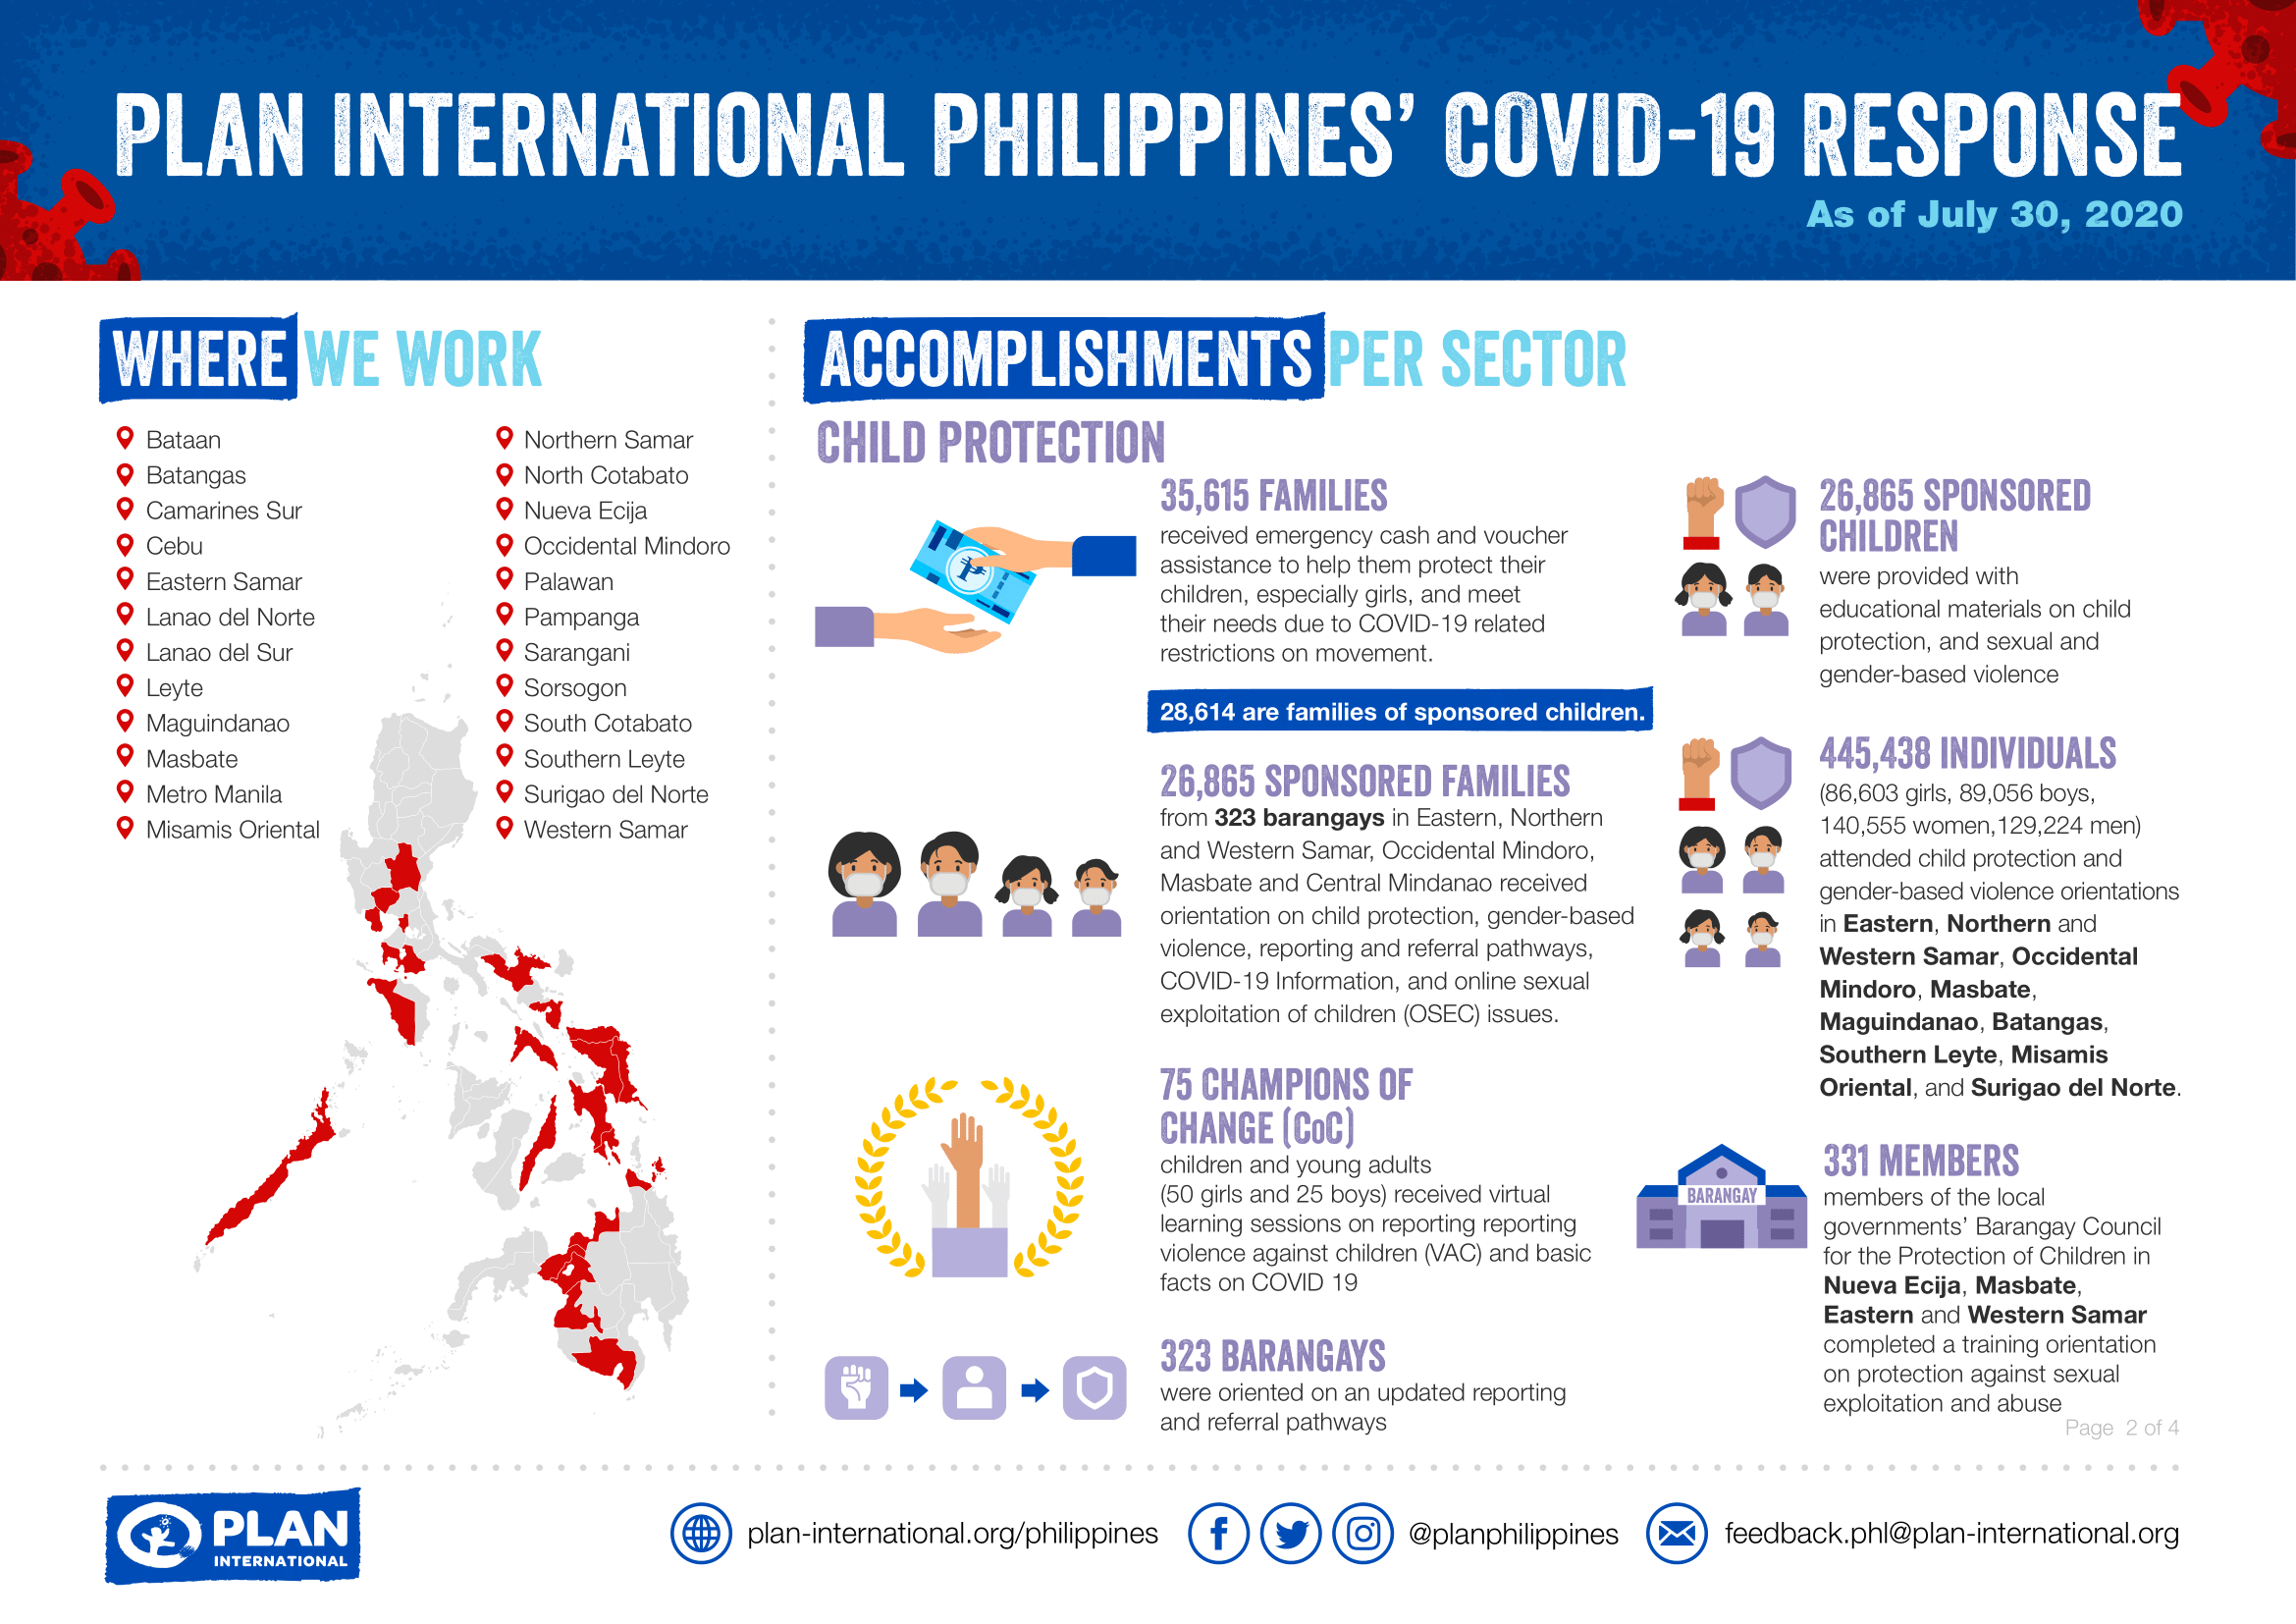 PLAN INTERNATIONAL PHILIPPINES' COVID-19 RESPONSE
As of July 30, 2020
WHERE WE WORK
Bataan
Batangas
Camarines Sur
Cebu
Eastern Samar
Lanao del Norte
Lanao del Sur
Leyte
Maguindanao
Masbate
Metro Manila
Misamis Oriental
Northern Samar
North Cotabato
Nueva Ecija
Occidental Mindoro
Palawan
Pampanga
Sarangani
Sorsogon
South Cotabato
Southern Leyte
Surigao del Norte
Western Samar
ACCOMPLISHMENTS PER SECTOR
CHILD PROTECTION
35,615 FAMILIES
received emergency cash and voucher
assistance to help them protect their
children, especially girls, and meet
their needs due to COVID-19 related
restrictions on movement.
28,614 are families of sponsored children.
26,865 SPONSORED FAMILIES
from 323 barangays in Eastern, Northern
and Western Samar, Occidental Mindoro,
Masbate and Central Mindanao received
orientation on child protection, gender-based
violence, reporting and referral pathways,
COVID-19 Information, and online sexual
exploitation of children (OSEC) issues.
75 CHAMPIONS OF
CHANGE (CoC)
children and young adults
(50 girls and 25 boys) received virtual
learning sessions on reporting reporting
violence against children (VAC) and basic
facts on COVID 19
323 BARANGAYS
were oriented on an updated reporting
and referral pathways
26,865 SPONSORED
CHILDREN
were provided with
educational materials on child
protection, and sexual and
gender-based violence
445,438 INDIVIDUALS
(86,603 girls, 89,056 boys,
140,555 women,129,224 men)
attended child protection and
gender-based violence orientations
in Eastern, Northern and
Western Samar, Occidental
Mindoro, Masbate,
Maguindanao, Batangas,
Southern Leyte, Misamis
Oriental, and Surigao del Norte.
BARANGAY
331 MEMBERS
members of the local
governments' Barangay Council
for the Protection of Children in
Nueva Ecija, Masbate,
Eastern and Western Samar
completed a training orientation
on protection against sexual
exploitation and abuse
Page 2 of 4
PLAN
INTERNATIONAL
plan-international.org/philippines
@planphilippines
feedback.phl@plan-international.org